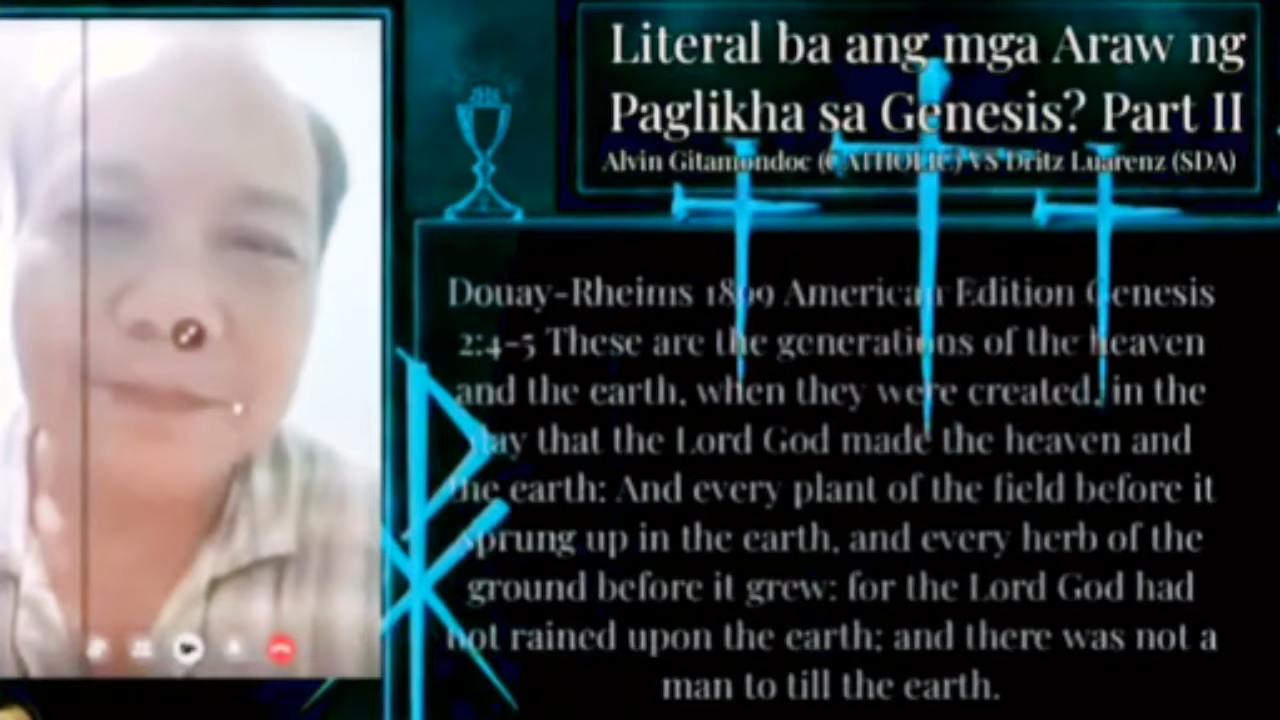 Literal ba ang mga Araw ng
Paglikha sa Genesis? Part II
Alvin Gitamondoc (CATHOLIC) VS Dritz Luarenz (SDA)
Douay-Rheims 1899 American Edition Genesis
2:4-5 These are the generations of the heaven
and the earth, when they were created, in the
day that the Lord God made the heaven and
the earth: And every plant of the field before it
sprung up in the earth, and every herb of the
ground before it grew: for the Lord God had
not rained upon the earth; and there was not a
man to till the earth.